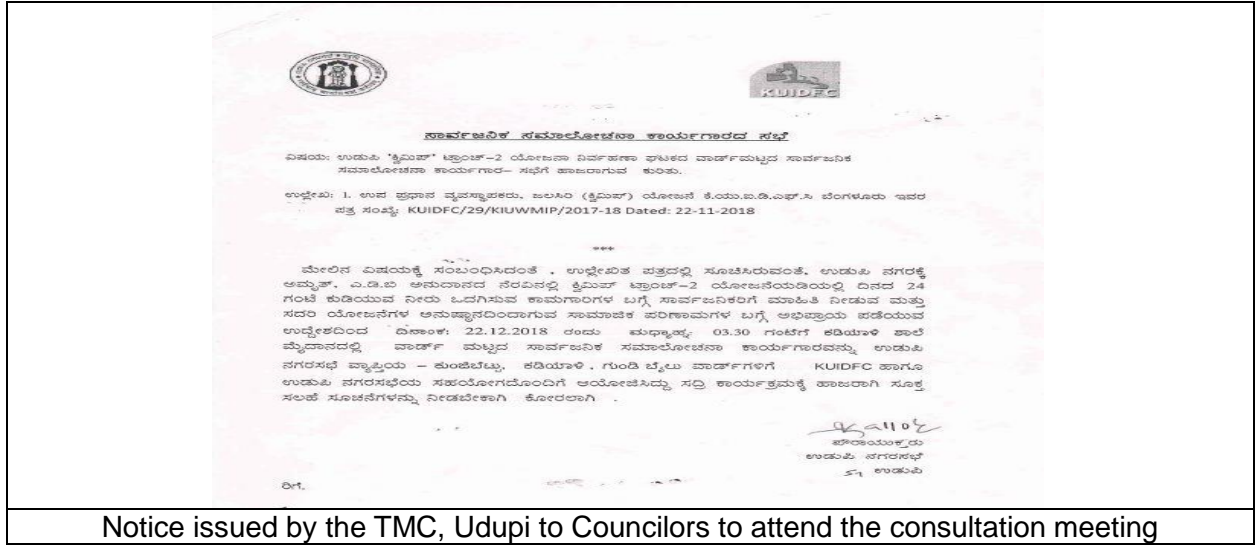 KUIDFC
ಸಾರ್ವಜನಿಕ ಸಮಾಲೋಚನಾ ಕಾರ್ಯಗಾರದ ಸಭೆ
ವಿಷಯ: ಉಡುಪಿ 'ಕ್ವಿಮಿಪ್' ಟ್ರಾಂಚ್–2 ಯೋಜನಾ ನಿರ್ವಹಣಾ ಘಟಕದ ವಾರ್ಡ್‌ಮಟ್ಟದ ಸಾರ್ವಜನಿಕ
ಸಮಾಲೋಚನಾ ಕಾರ್ಯಗಾರ– ಸಭೆಗೆ ಹಾಜರಾಗುವ ಕುರಿತು.
ಉಲ್ಲೇಖ: 1. ಉಪ ಪ್ರಧಾನ ವ್ಯವಸ್ಥಾಪಕರು, ಜಲಸಿರಿ (ಕ್ವಿಮಿಪ್) ಯೋಜನೆ ಕೆ.ಯು.ಐ.ಡಿ.ಎಫ್.ಸಿ ಬೆಂಗಳೂರು ಇವರ
ಪತ್ರ ಸಂಖ್ಯೆ: KUIDFC/29/KIUWMIP/2017-18 Dated: 22-11-2018
***
ಮೇಲಿನ ವಿಷಯಕ್ಕೆ ಸಂಬಂಧಿಸಿದಂತೆ , ಉಲ್ಲೇಖಿತ ಪತ್ರದಲ್ಲಿ ಸೂಚಿಸಿರುವಂತೆ, ಉಡುಪಿ ನಗರಕ್ಕೆ
ಅಮೃತ್, ಎ.ಡಿ.ಬಿ ಅನುದಾನದ ನೆರವಿನಲ್ಲಿ ಕ್ವಿಮಿಪ್ ಟ್ರಾಂಚ್–2 ಯೋಜನೆಯಡಿಯಲ್ಲಿ ದಿನದ 24
ಗಂಟೆ ಕುಡಿಯುವ ನೀರು ಒದಗಿಸುವ ಕಾಮಗಾರಿಗಳ ಬಗ್ಗೆ ಸಾರ್ವಜನಿಕರಿಗೆ ಮಾಹಿತಿ ನೀಡುವ ಮತ್ತು
ಸದರಿ ಯೋಜನೆಗಳ ಅನುಷ್ಠಾನದಿಂದಾಗುವ ಸಾಮಾಜಿಕ ಪರಿಣಾಮಗಳ ಬಗ್ಗೆ ಅಭಿಪ್ರಾಯ ಪಡೆಯುವ
ಉದ್ದೇಶದಿಂದ ದಿನಾಂಕ: 22.12.2018 ರಂದು ಮಧ್ಯಾಹ್ನ: 03.30 ಗಂಟೆಗೆ ಕಡಿಯಾಳಿ ಶಾಲೆ
ಮೈದಾನದಲ್ಲಿ ವಾರ್ಡ್ ಮಟ್ಟದ ಸಾರ್ವಜನಿಕ ಸಮಾಲೋಚನಾ ಕಾರ್ಯಗಾರವನ್ನು ಉಡುಪಿ
ನಗರಸಭೆ ವ್ಯಾಪ್ತಿಯ – ಕುಂಜಿಬೆಟ್ಟು, ಕಡಿಯಾಳಿ , ಗುಂಡಿ ಬೈಲು ವಾರ್ಡ್‌ಗಳಿಗೆ KUIDFC ಹಾಗೂ
ಉಡುಪಿ ನಗರಸಭೆಯ ಸಹಯೋಗದೊಂದಿಗೆ ಆಯೋಜಿಸಿದ್ದು ಸದ್ರಿ ಕಾರ್ಯಕ್ರಮಕ್ಕೆ ಹಾಜರಾಗಿ ಸೂಕ್ತ
ಸಲಹೆ ಸೂಚನೆಗಳನ್ನು ನೀಡಬೇಕಾಗಿ ಕೋರಲಾಗಿ .
ಪೌರಾಯುಕ್ತರು
ಉಡುಪಿ ನಗರಸಭೆ
ಉಡುಪಿ
ರಿಗೆ,
Notice issued by the TMC, Udupi to Councilors to attend the consultation meeting